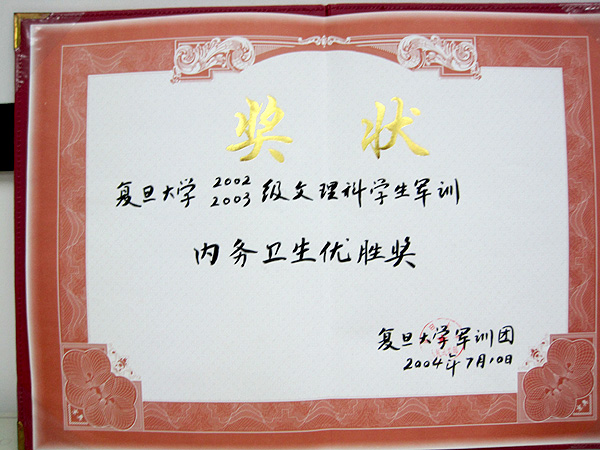 奖状
复旦大学 2002 级文理科学生军训
2003
内务卫生优胜奖
复旦大学军训团
2004年7月10日